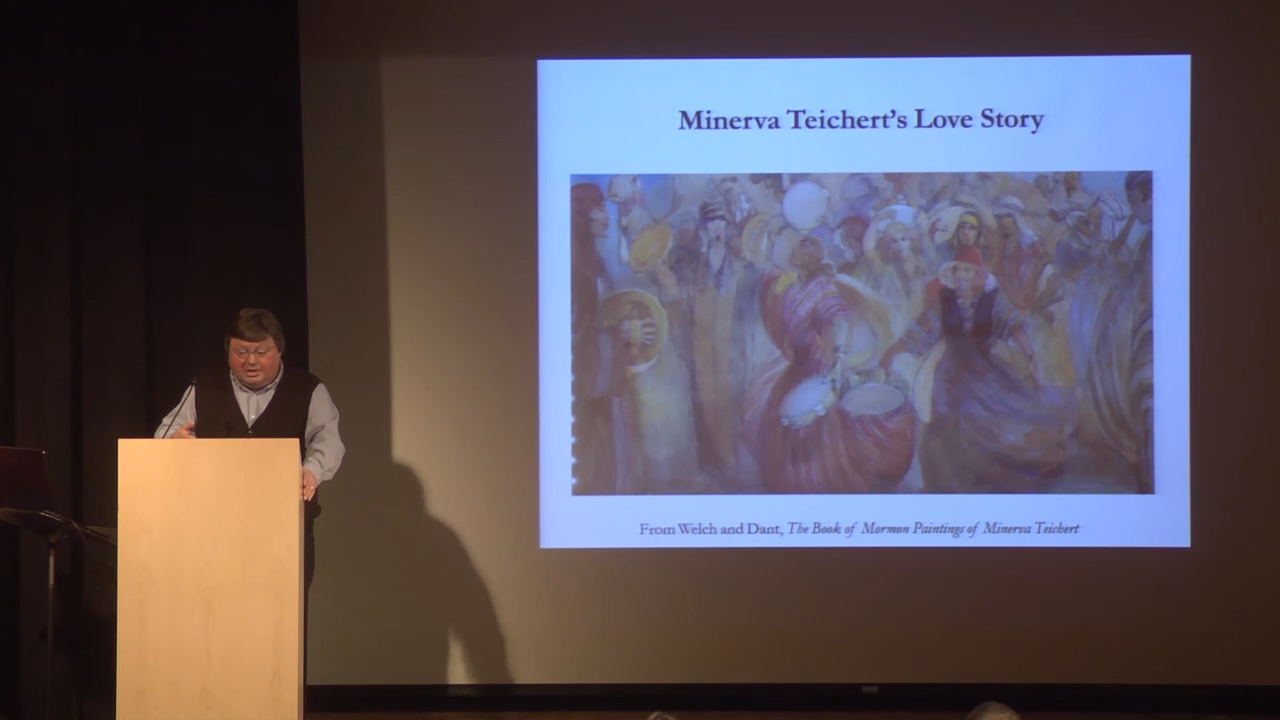 Minerva Teichert’s Love Story
From Welch and Dant, The Book of Mormon Paintings of Minerva Teichert